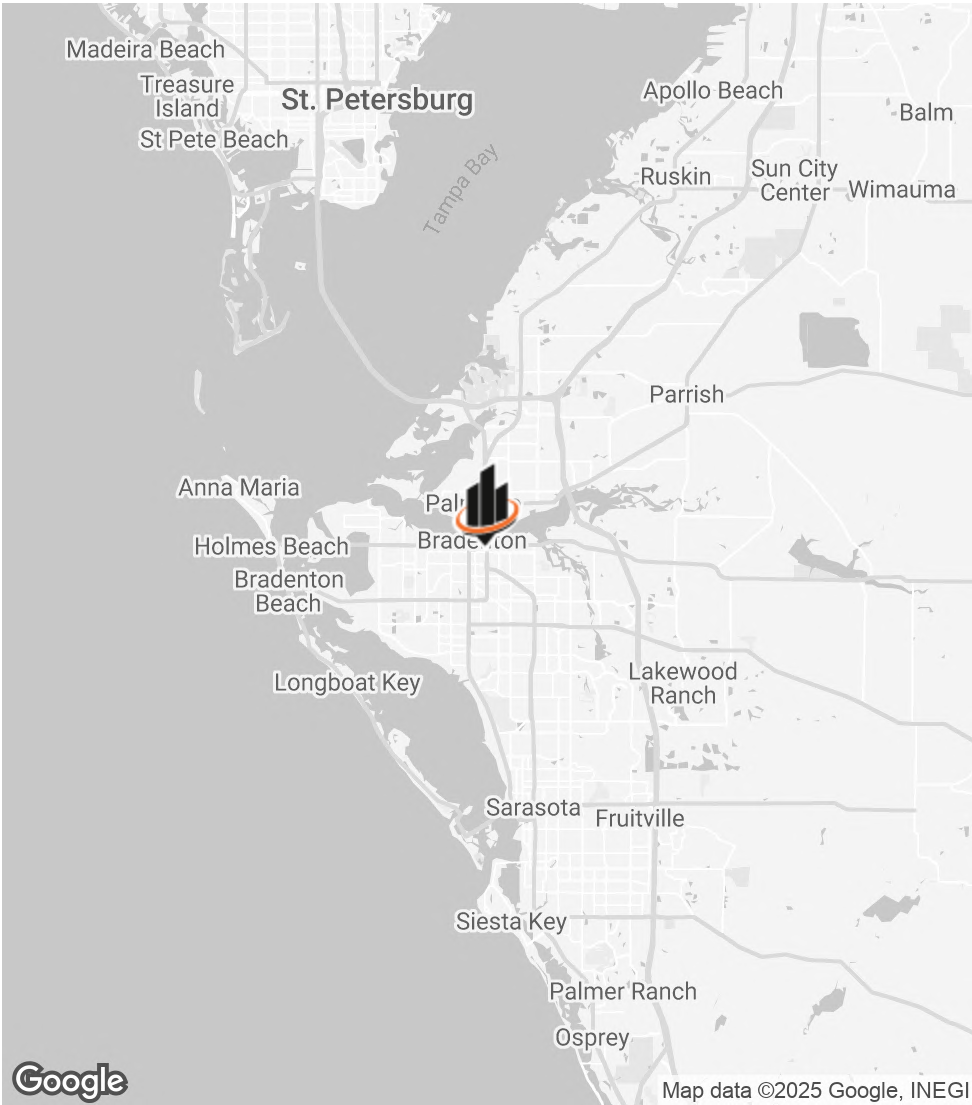 Madeira Beach
Treasure
Island
St. Petersburg
St Pete Beach
Tampa Bay
Apollo Beach
Balm
Ruskin
Sun City
Center
Wimauma
Parrish
Anna Maria
Bradenton
Holmes Beach
Bradenton
Beach
Longboat Key
Lakewood
Ranch
Sarasota
Fruitville
Siesta Key
Palmer Ranch
Osprey
Google
Map data ©2025 Google, INEGI